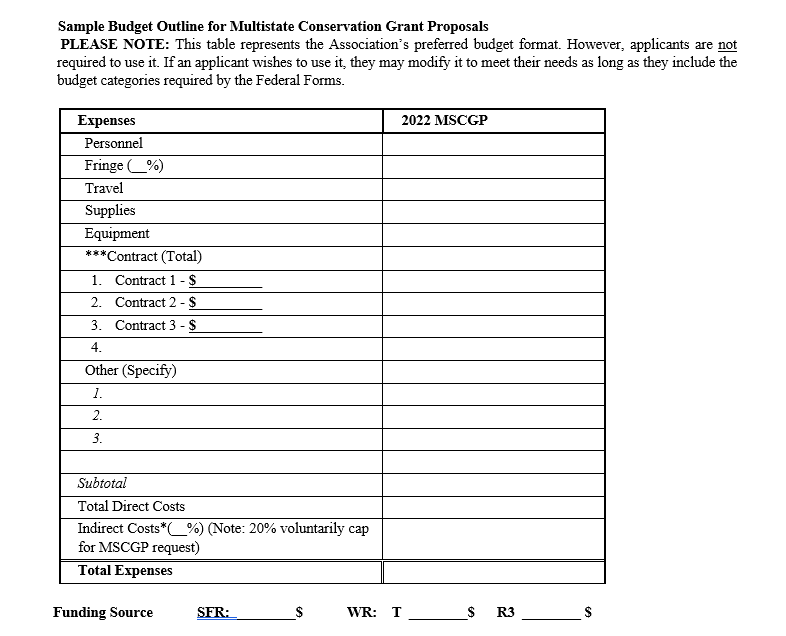 Sample Budget Outline for Multistate Conservation Grant Proposals
PLEASE NOTE: This table represents the Association's preferred budget format. However, applicants are not
required to use it. If an applicant wishes to use it, they may modify it to meet their needs as long as they include the
budget categories required by the Federal Forms.
Expenses 2022 MSCGP
Personnel
Fringe (__%)
Travel
Supplies
Equipment
***Contract (Total)
1. Contract 1 - $_________
2. Contract 2 - $_________
3. Contract 3 - $_________
4.
Other (Specify)
1.
2.
3.
Subtotal
Total Direct Costs
Indirect Costs*(__%) (Note: 20% voluntarily cap
for MSCGP request)
Total Expenses
Funding Source SFR:_________$ WR: T ________$ R3 ________$